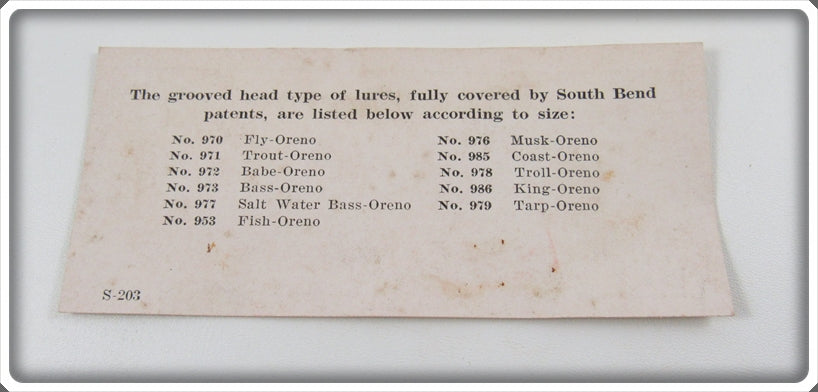 The grooved head type of lures, fully covered by South Bend
patents, are listed below according to size:
No. 970 Fly-Oreno
No. 971 Trout-Oreno
No. 972 Babe-Oreno
No. 973 Bass-Oreno
No. 977 Salt Water Bass-Oreno
No. 953 Fish-Oreno
No. 976 Musk-Oreno
No. 985 Coast-Oreno
No. 978 Troll-Oreno
No. 986 King-Oreno
No. 979 Tarp-Oreno
S-203